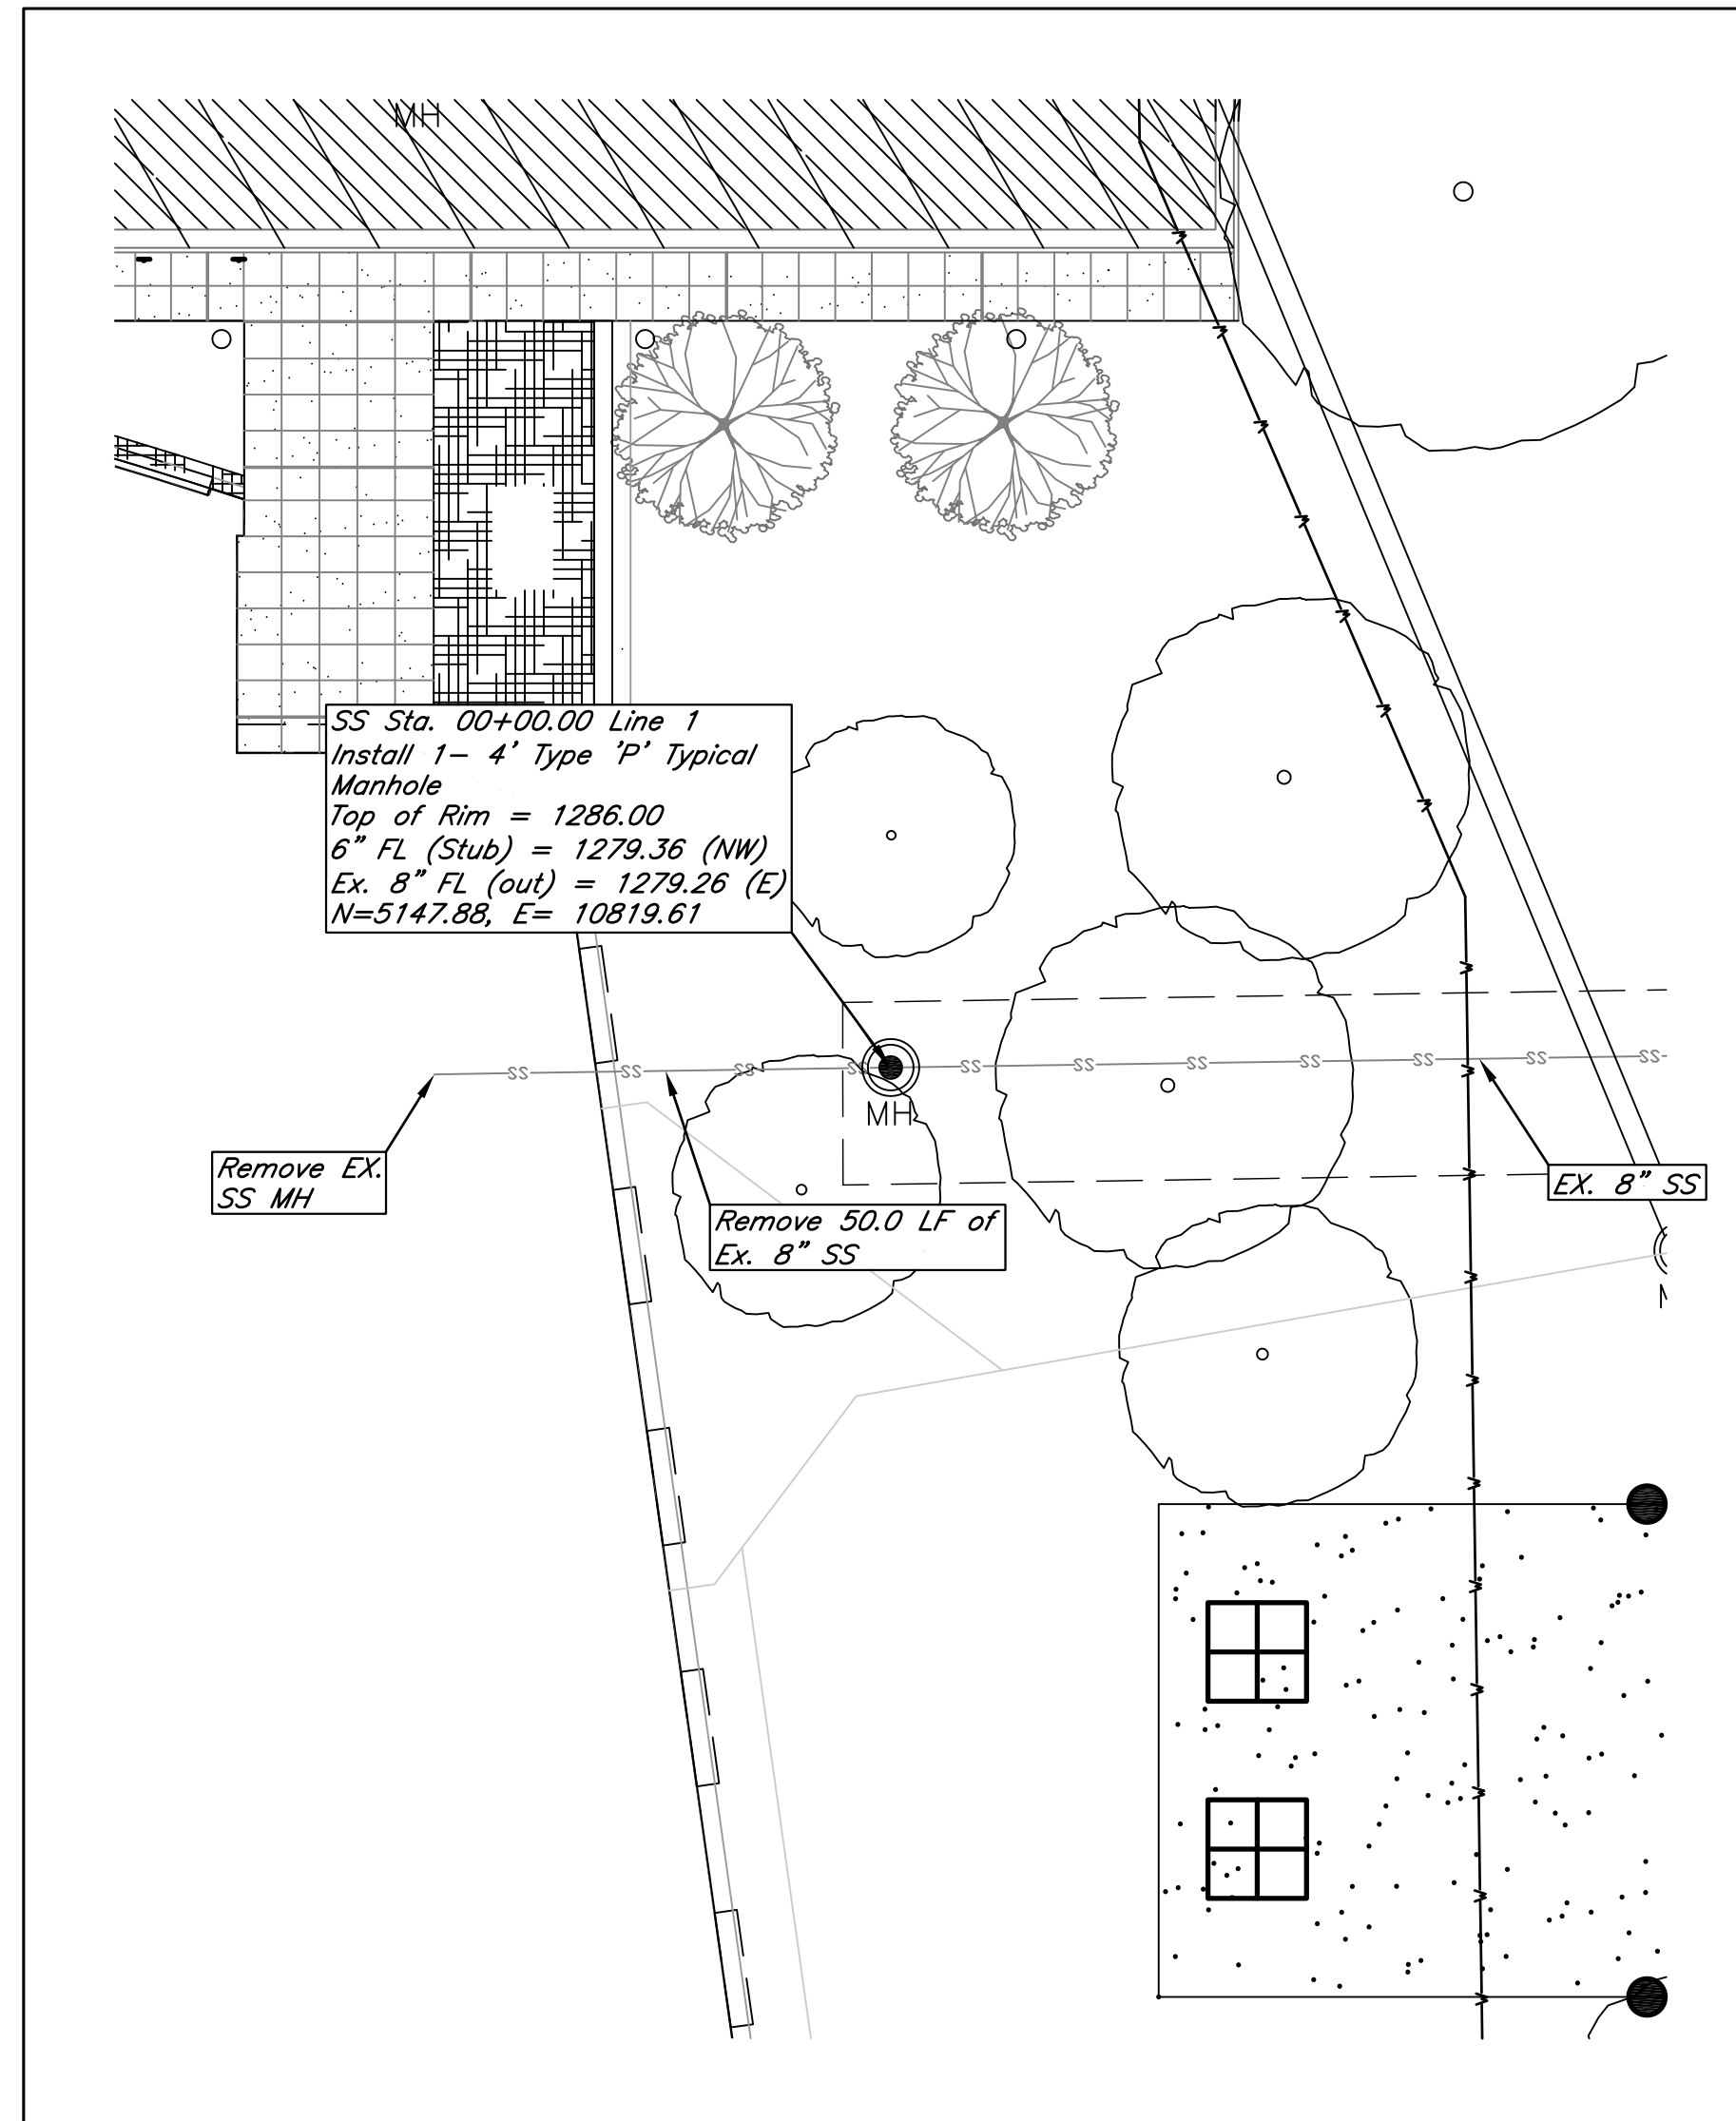 MH
SS Sta. 00+00.00 Line 1
Install 1- 4' Type 'P' Typical
Manhole
Top of Rim = 1286.00
6" FL (Stub) = 1279.36 (NW)
Ex. 8" FL (out) = 1279.26 (E)
N=5147.88, E= 10819.61
SS SS SS SS SS SS SS SS SS SS SS
MH
Remove EX.
SS MH
EX. 8" SS
Remove 50.0 LF of
Ex. 8" SS